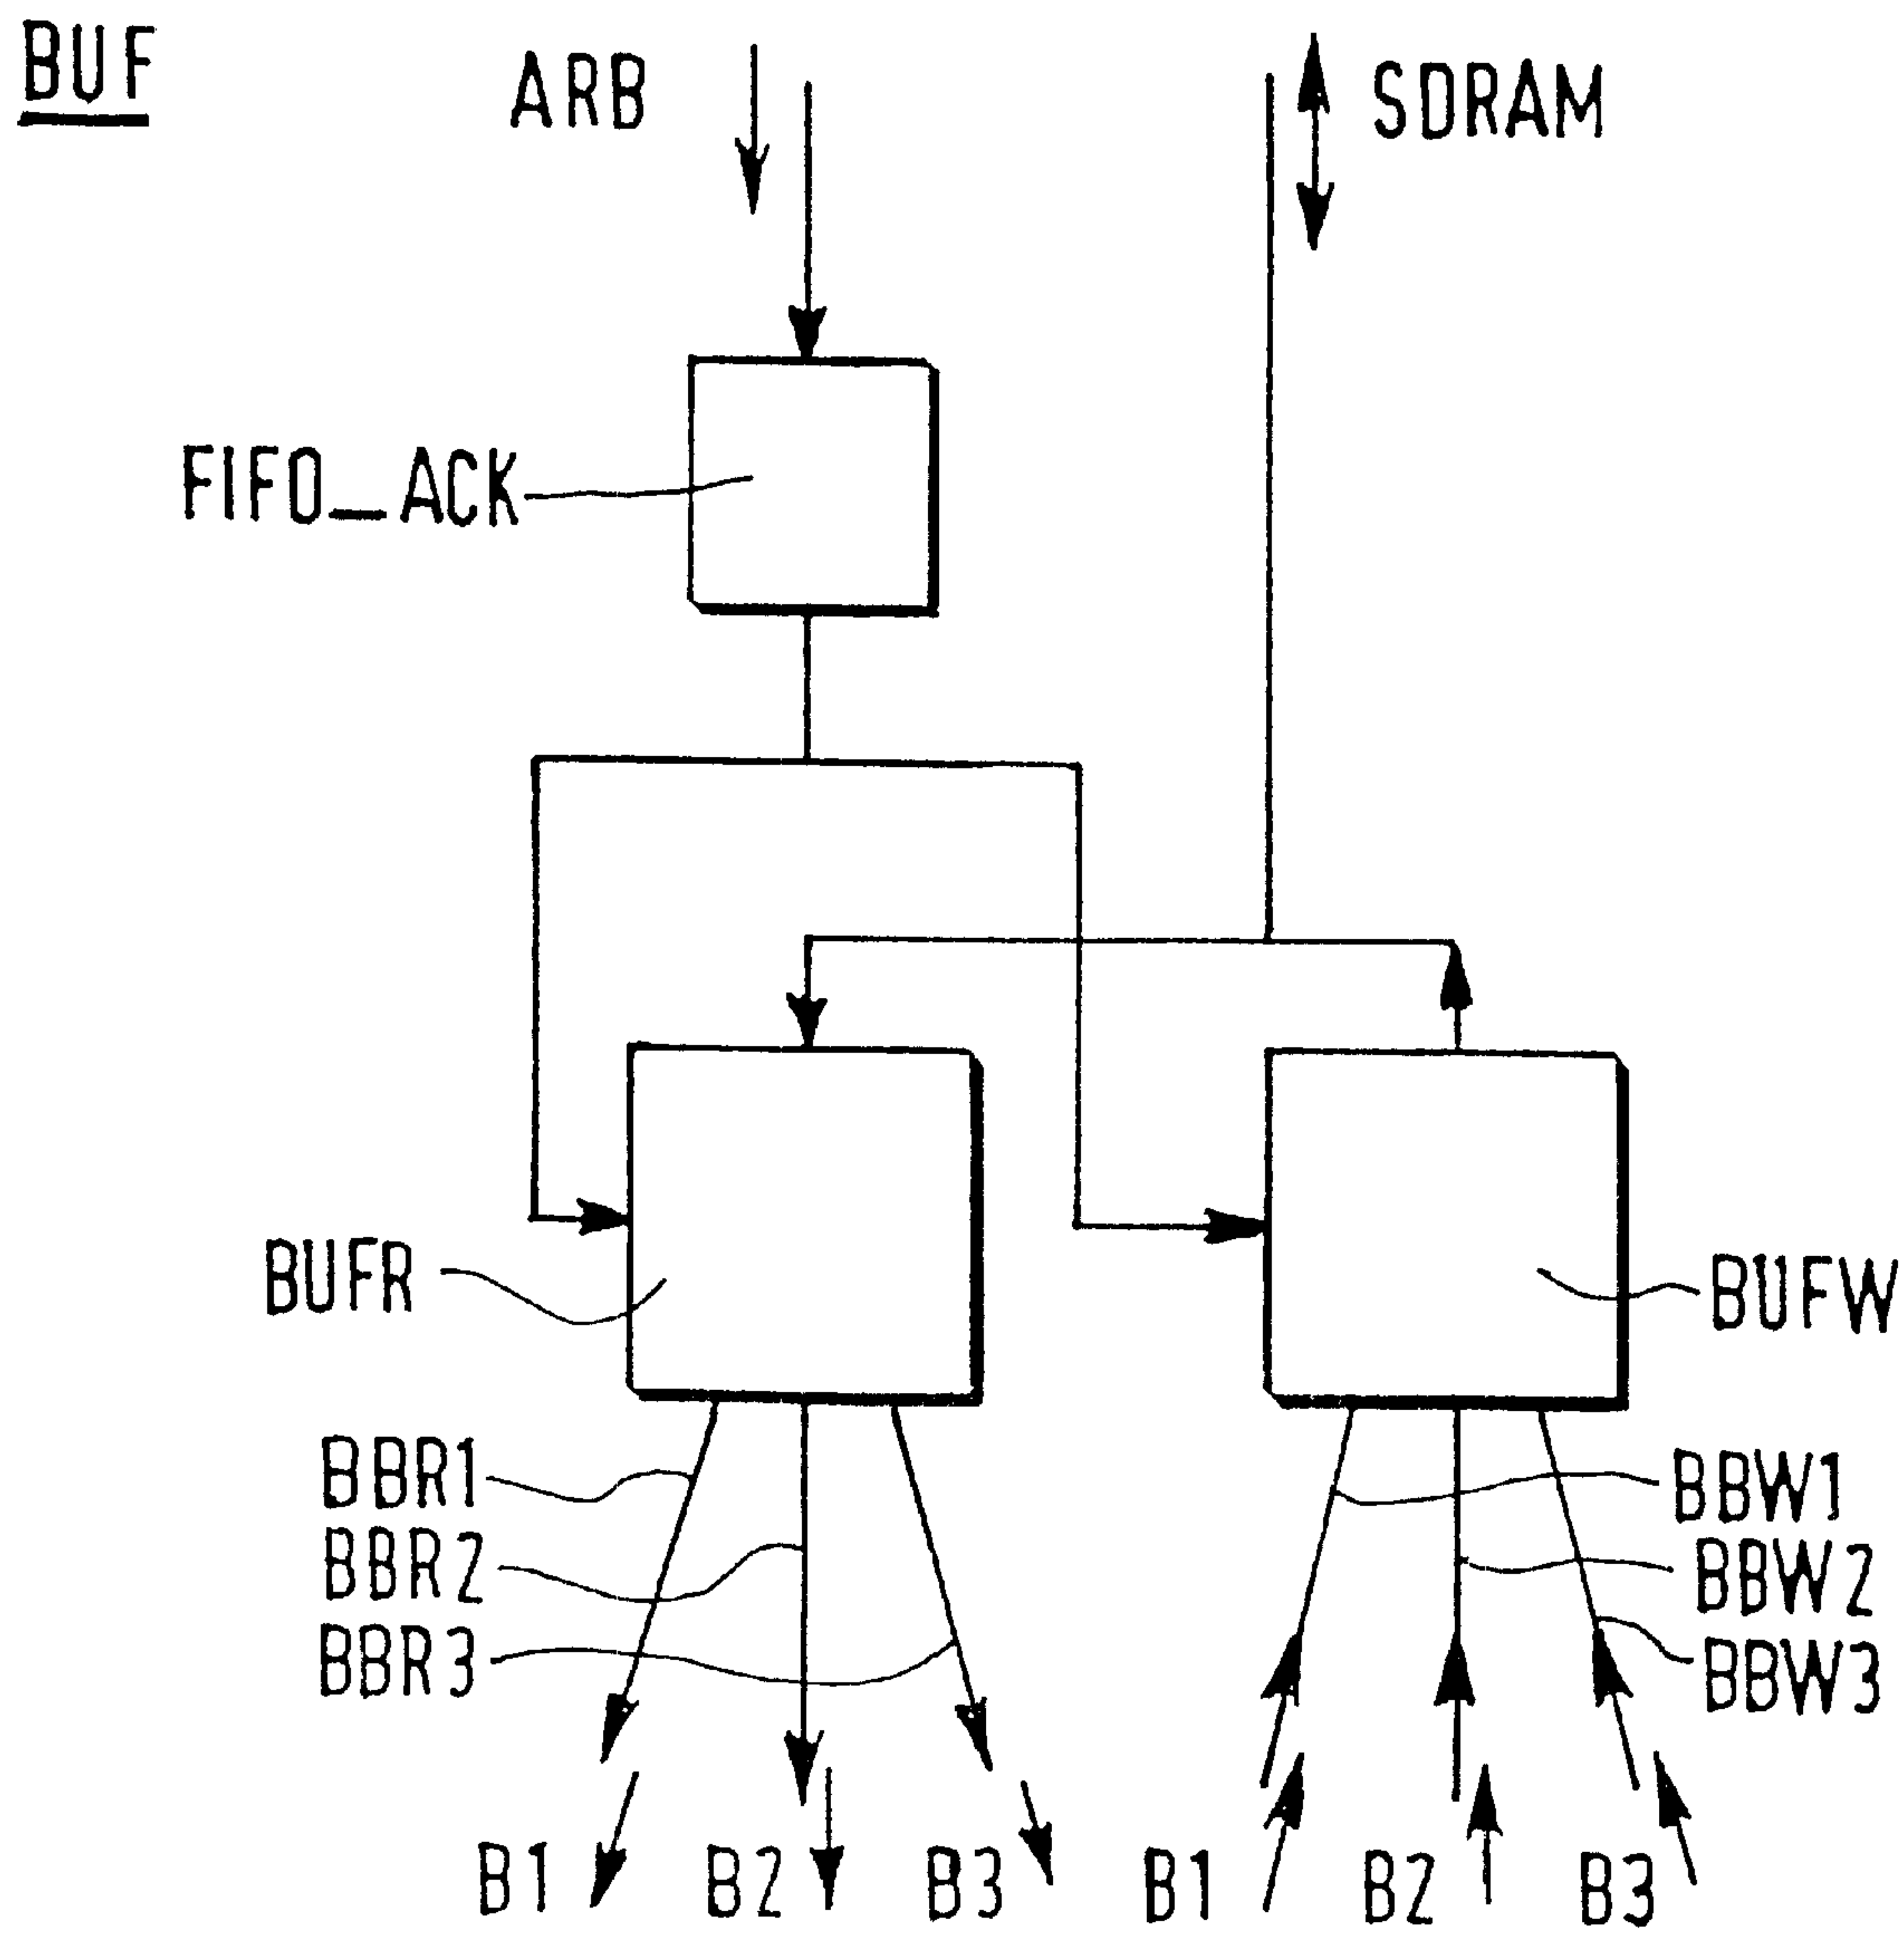 BUF
ARB
SDRAM
FIFO_ACK
BUFR
BUFW
BBR1
BBR2
BBR3
BBW1
BBW2
BBW3
B1 B2 B3 B1 B2 B3